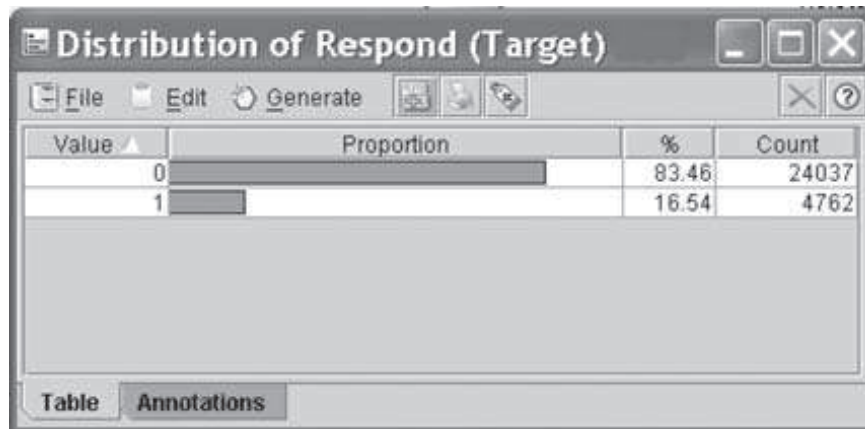 Distribution of Respond (Target)
File Edit Generate
Value Proportion % Count
0 83.46 24037
1 16.54 4762
Table Annotations